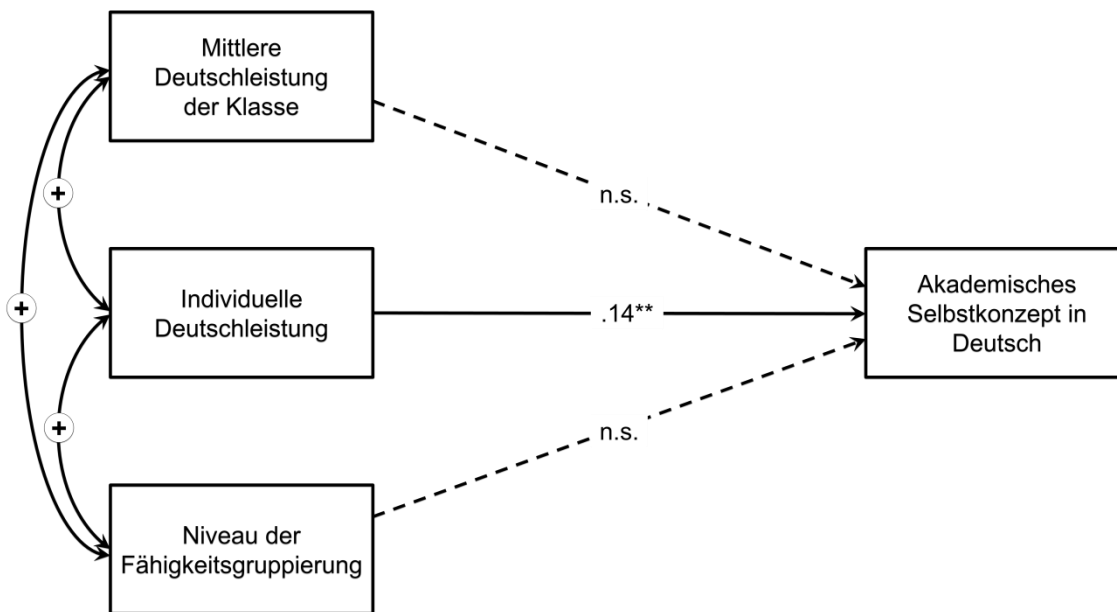 Mittlere
Deutschleistung
der Klasse
+
n.s.
+
Individuelle
Deutschleistung
.14**
Akademisches
Selbstkonzept in
Deutsch
+
n.s.
Niveau der
Fähigkeitsgruppierung